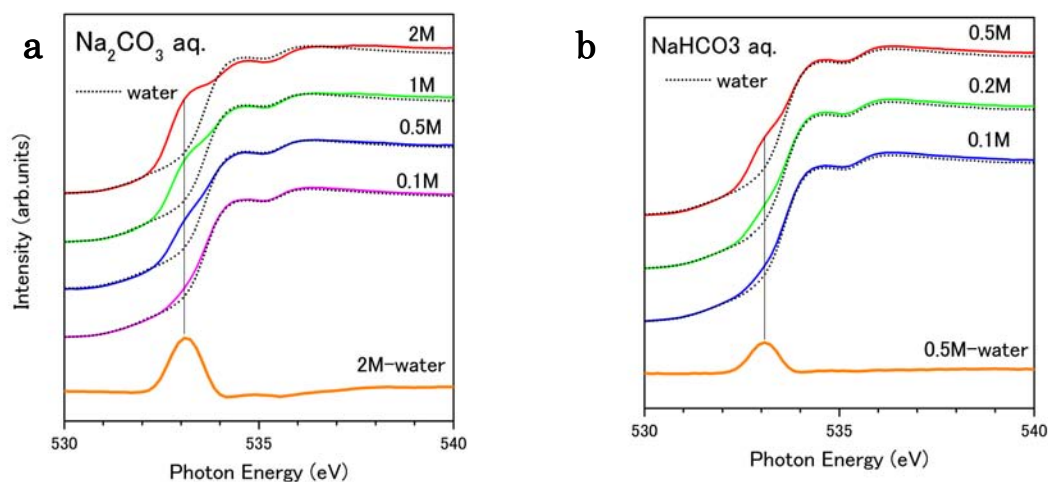 a
Na₂CO₃ aq.
water
2M
1M
0.5M
0.1M
2M-water
Intensity (arb.units)
530
535
540
Photon Energy (eV)
b
NaHCO3 aq.
water
0.5M
0.2M
0.1M
0.5M-water
530
535
540
Photon Energy (eV)